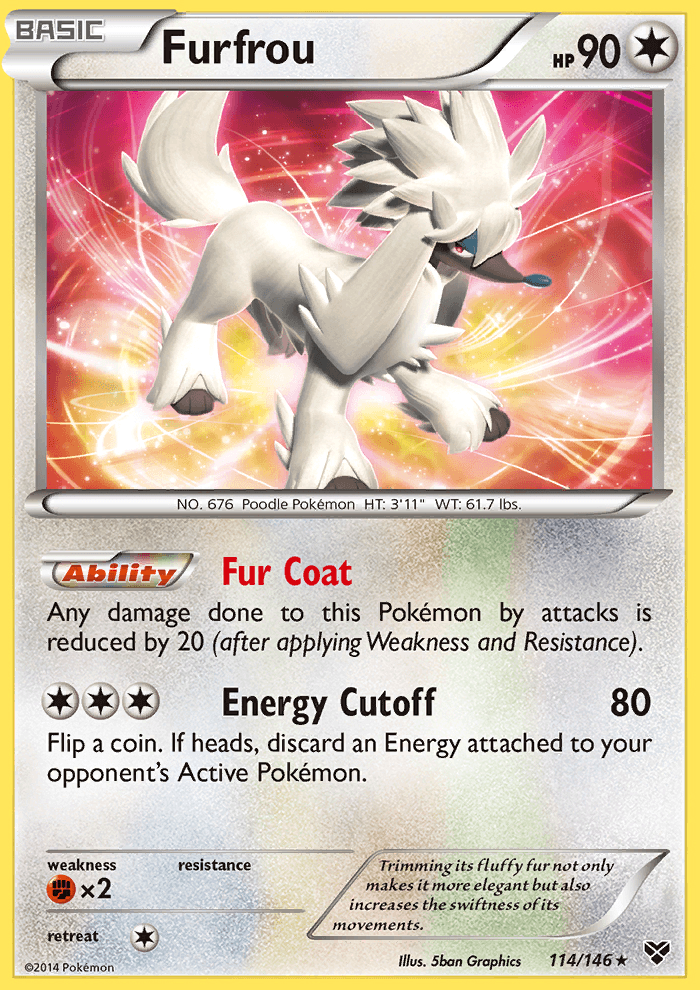 BASIC
Furfrou
HP 90
NO. 676 Poodle Pokémon HT: 3'11" WT: 61.7 lbs.
Ability
Fur Coat
Any damage done to this Pokémon by attacks is
reduced by 20 (after applying Weakness and Resistance).
Energy Cutoff 80
Flip a coin. If heads, discard an Energy attached to your
opponent's Active Pokémon.
weakness
resistance
×2
retreat
Trimming its fluffy fur not only
makes it more elegant but also
increases the swiftness of its
movements.
©2014 Pokémon
Illus. 5ban Graphics
114/146★